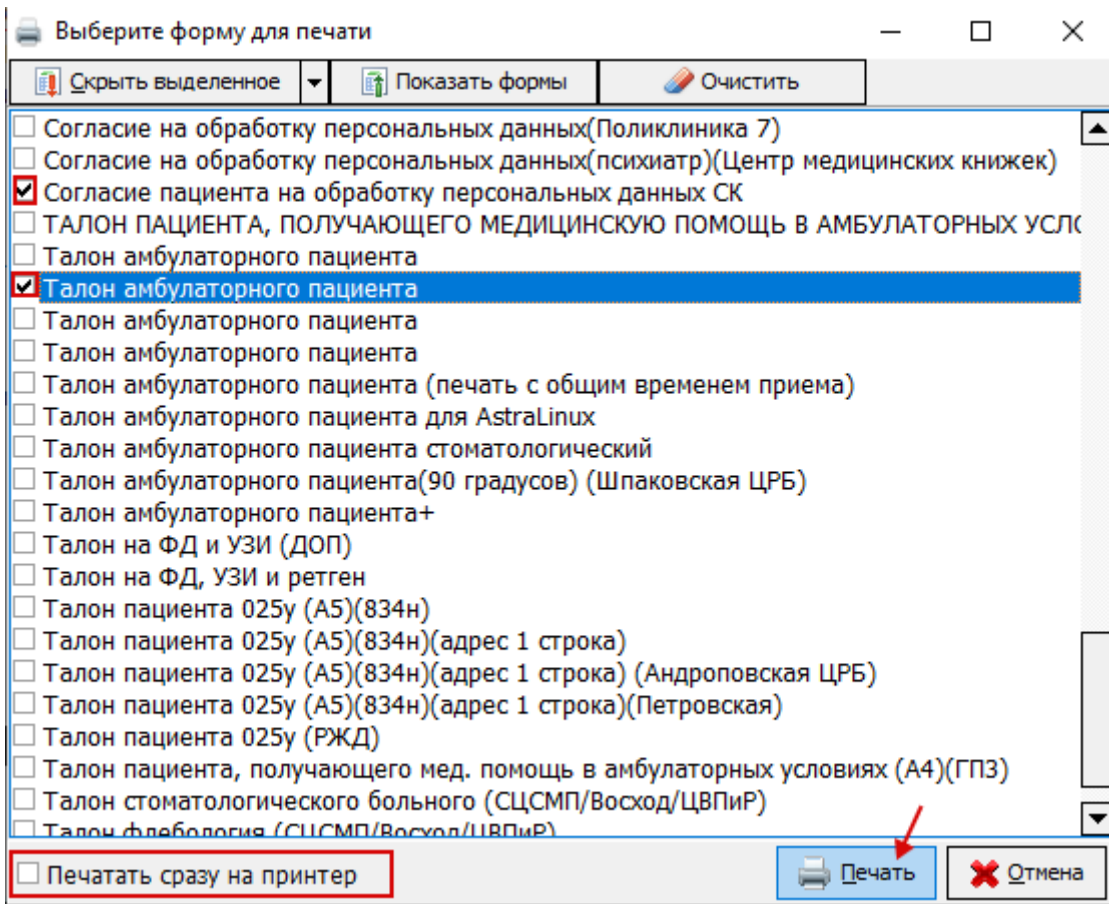 Выберите форму для печати
Скрыть выделенное Показать формы Очистить
Согласие на обработку персональных данных(Поликлиника 7)
Согласие на обработку персональных данных(психиатр)(Центр медицинских книжек)
Согласие пациента на обработку персональных данных СК
ТАЛОН ПАЦИЕНТА, ПОЛУЧАЮЩЕГО МЕДИЦИНСКУЮ ПОМОЩЬ В АМБУЛАТОРНЫХ УСЛО
Талон амбулаторного пациента
Талон амбулаторного пациента
Талон амбулаторного пациента
Талон амбулаторного пациента
Талон амбулаторного пациента (печать с общим временем приема)
Талон амбулаторного пациента для AstraLinux
Талон амбулаторного пациента стоматологический
Талон амбулаторного пациента(90 градусов) (Шпаковская ЦРБ)
Талон амбулаторного пациента+
Талон на ФД и УЗИ (ДОП)
Талон на ФД, УЗИ и ретген
Талон пациента 025у (А5)(834н)
Талон пациента 025у (А5)(834н)(адрес 1 строка)
Талон пациента 025у (А5)(834н)(адрес 1 строка) (Андроповская ЦРБ)
Талон пациента 025у (А5)(834н)(адрес 1 строка)(Петровская)
Талон пациента 025у (РЖД)
Талон пациента, получающего мед. помощь в амбулаторных условиях (А4)(ГП3)
Талон стоматологического больного (СЦСМП/Восход/ЦВПиР)
Талон флебология (СЦСМП/Восход/ЦВПиР)
Печатать сразу на принтер Печать Отмена